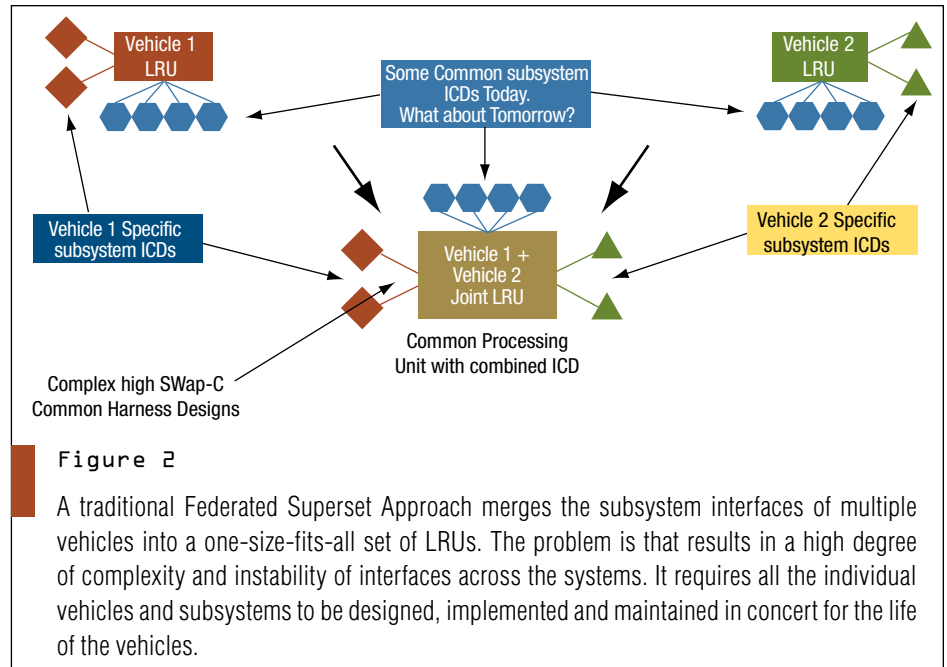 Vehicle 1
LRU
Some Common subsystem
ICDs Today.
What about Tomorrow?
Vehicle 2
LRU
Vehicle 1 Specific
subsystem ICDs
Vehicle 1 +
Vehicle 2
Joint LRU
Vehicle 2 Specific
subsystem ICDs
Common Processing
Unit with combined ICD
Complex high SWap-C
Common Harness Designs
Figure 2
A traditional Federated Superset Approach merges the subsystem interfaces of multiple
vehicles into a one-size-fits-all set of LRUs. The problem is that results in a high degree
of complexity and instability of interfaces across the systems. It requires all the individual
vehicles and subsystems to be designed, implemented and maintained in concert for the life
of the vehicles.